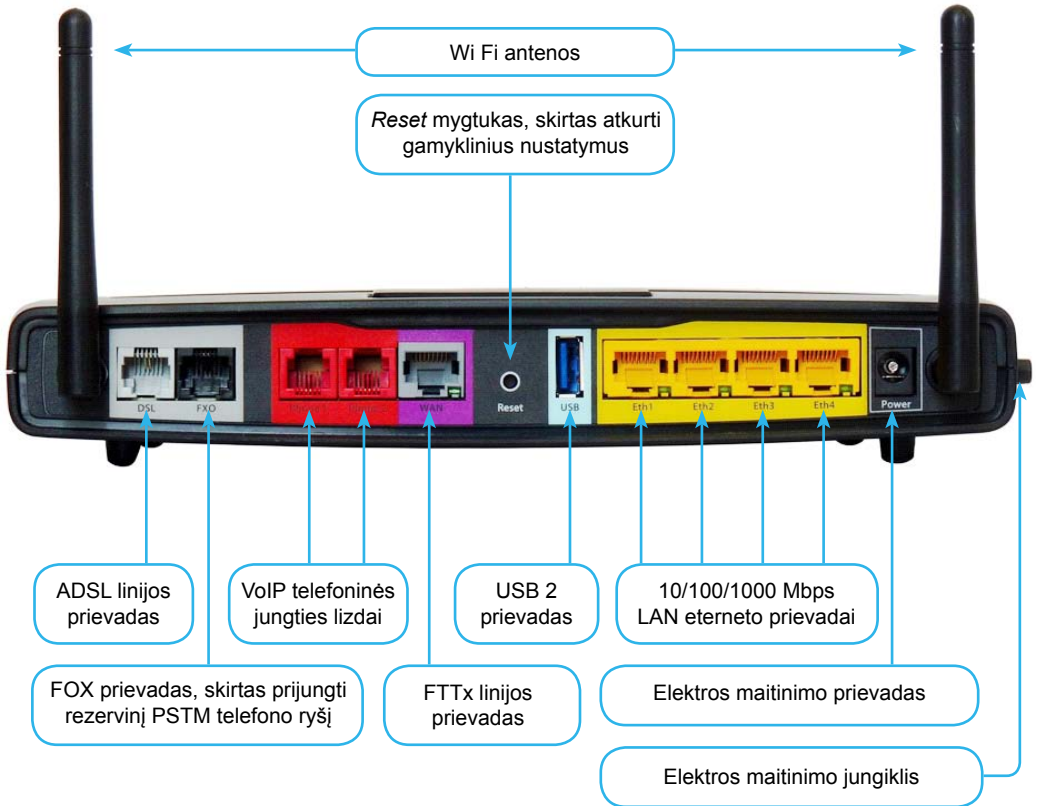 Wi Fi antenos
Reset mygtukas, skirtas atkurti
gamyklinius nustatymus
DSL
FXO
WAN
Reset
USB
Eth1
Eth2
Eth3
Eth4
Power
ADSL linijos
prievadas
VoIP telefoninės
jungties lizdai
USB 2
prievadas
10/100/1000 Mbps
LAN eterneto prievadai
FOX prievadas, skirtas prijungti
rezervinį PSTM telefono ryšį
FTTx linijos
prievadas
Elektros maitinimo prievadas
Elektros maitinimo jungiklis